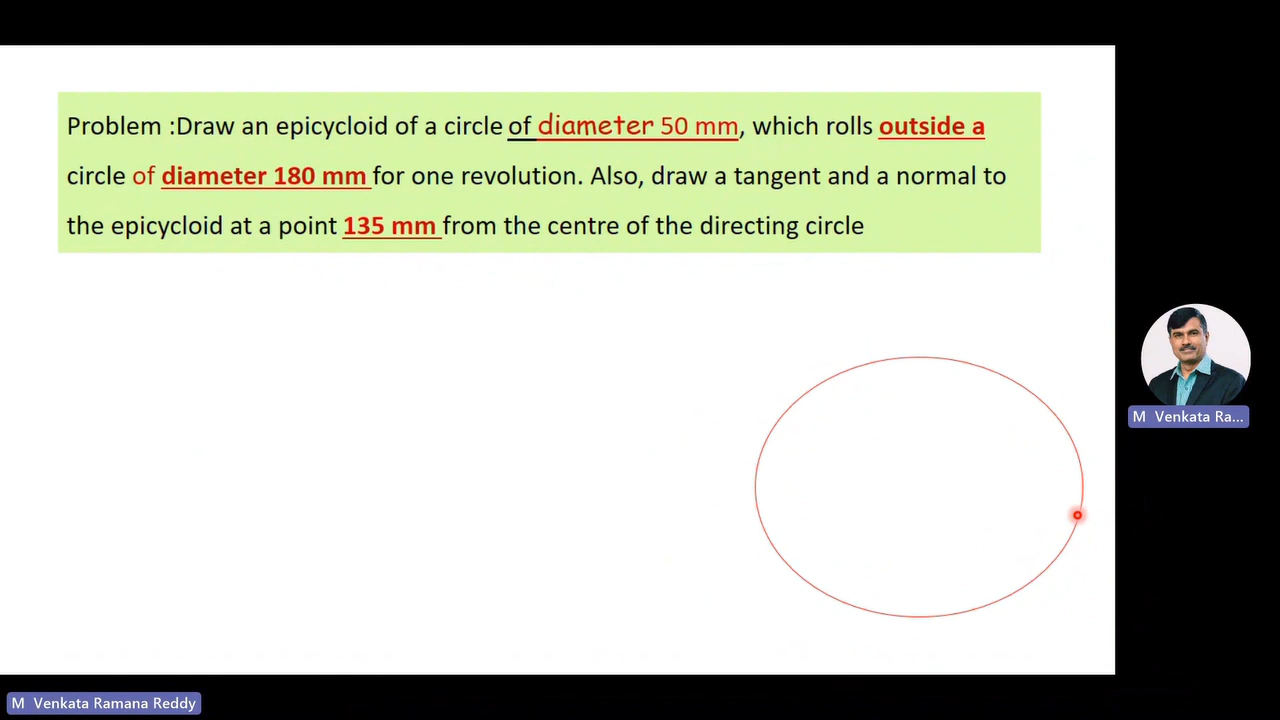 Problem :Draw an epicycloid of a circle of diameter 50 mm, which rolls outside a
circle of diameter 180 mm for one revolution. Also, draw a tangent and a normal to
the epicycloid at a point 135 mm from the centre of the directing circle
M Venkata Ra...
M Venkata Ramana Reddy